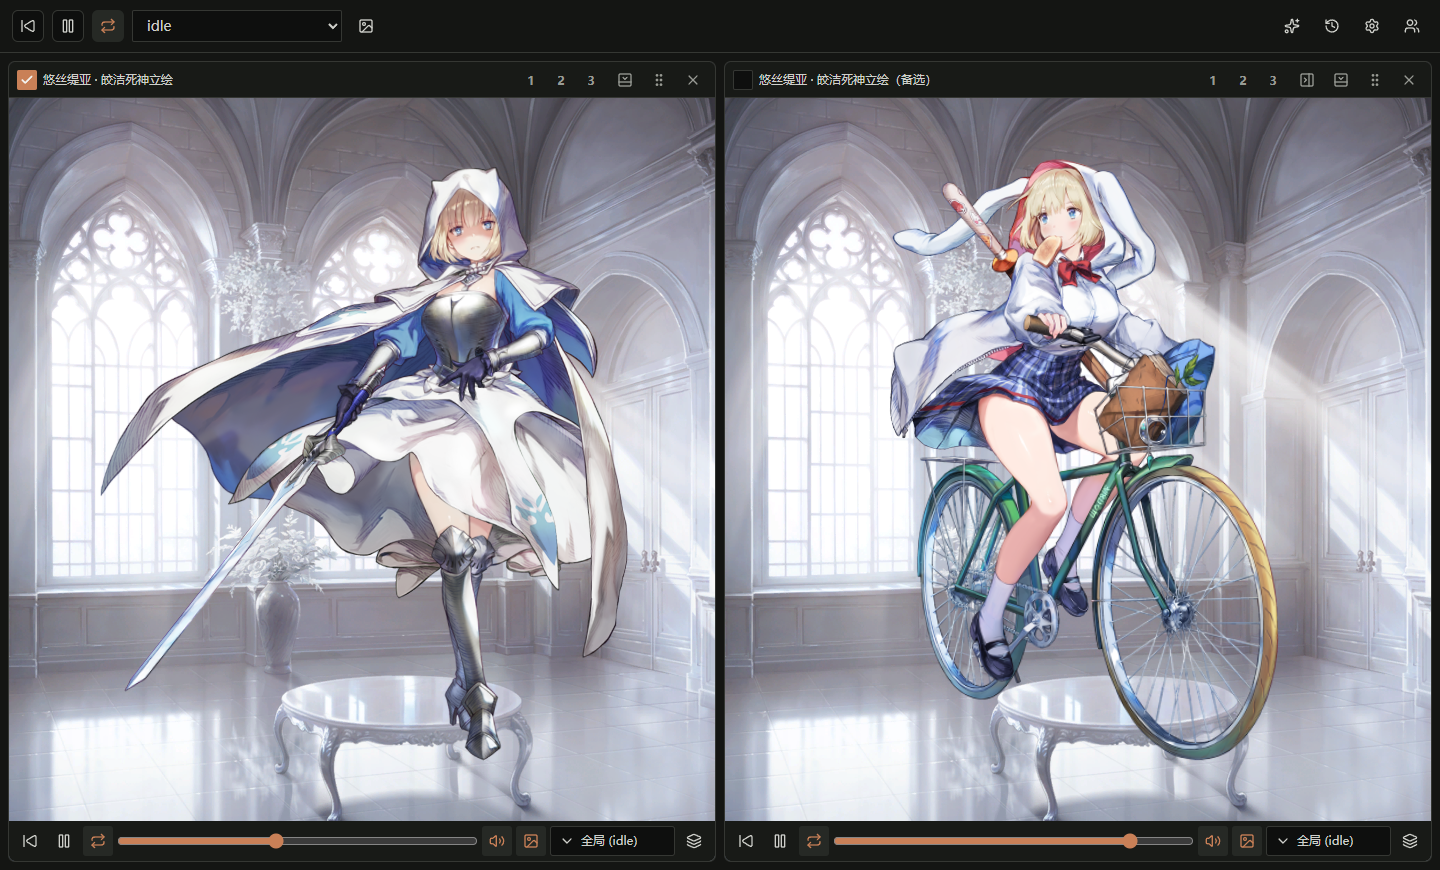 idle
悠丝缇亚 · 皎洁死神立绘
1 2 3
悠丝缇亚 · 皎洁死神立绘（备选）
1 2 3
全局 (idle)
全局 (idle)